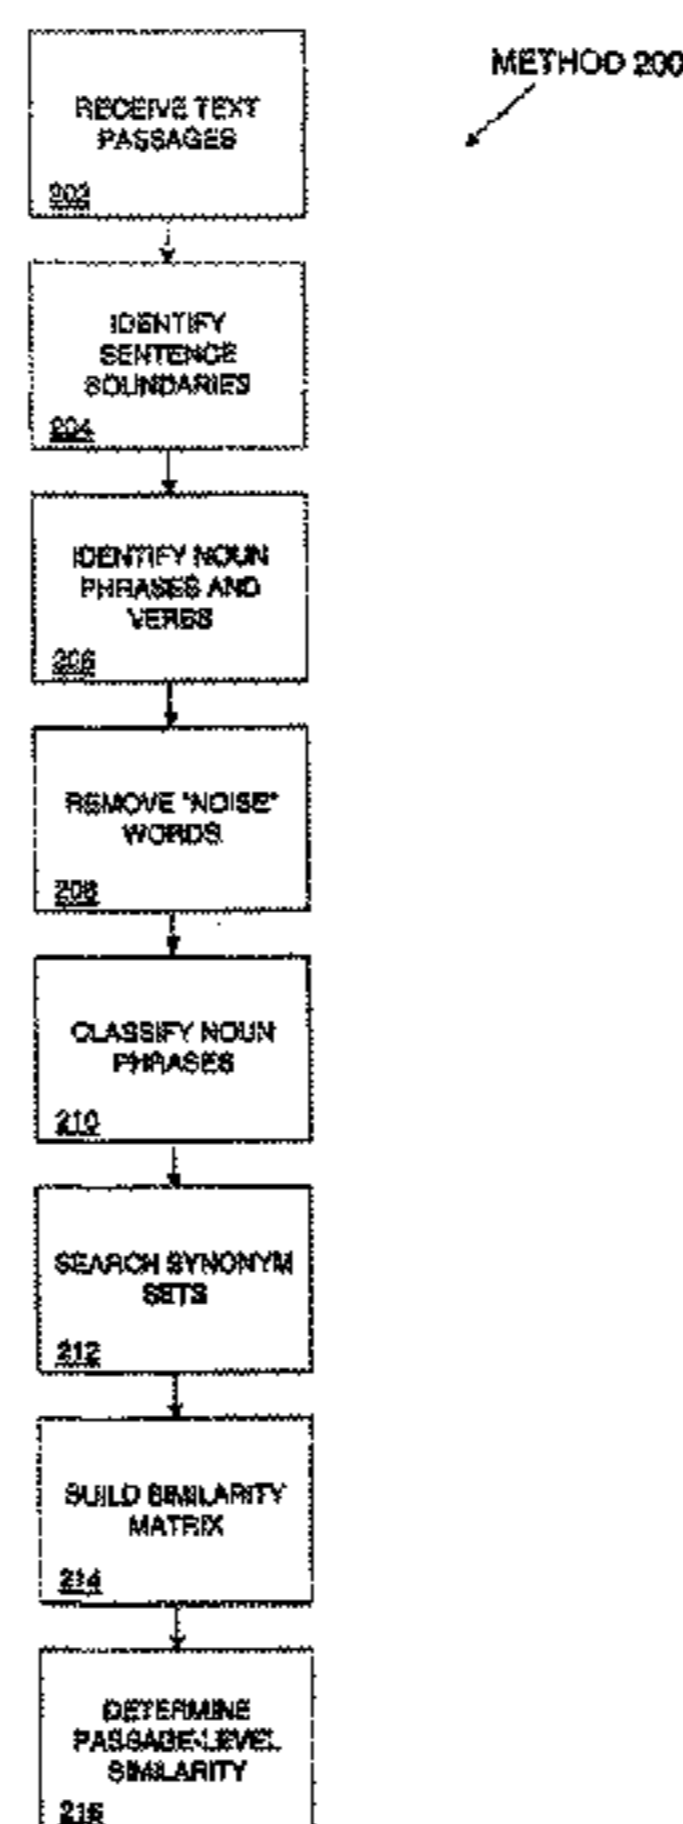 METHOD 200
RECEIVE TEXT
PASSAGES
202
IDENTIFY
SENTENCE
BOUNDARIES
204
IDENTIFY NOUN
PHRASES AND
VERBS
206
REMOVE "NOISE"
WORDS
208
CLASSIFY NOUN
PHRASES
210
SEARCH SYNONYM
SETS
212
BUILD SIMILARITY
MATRIX
214
DETERMINE
PASSAGE-LEVEL
SIMILARITY
216